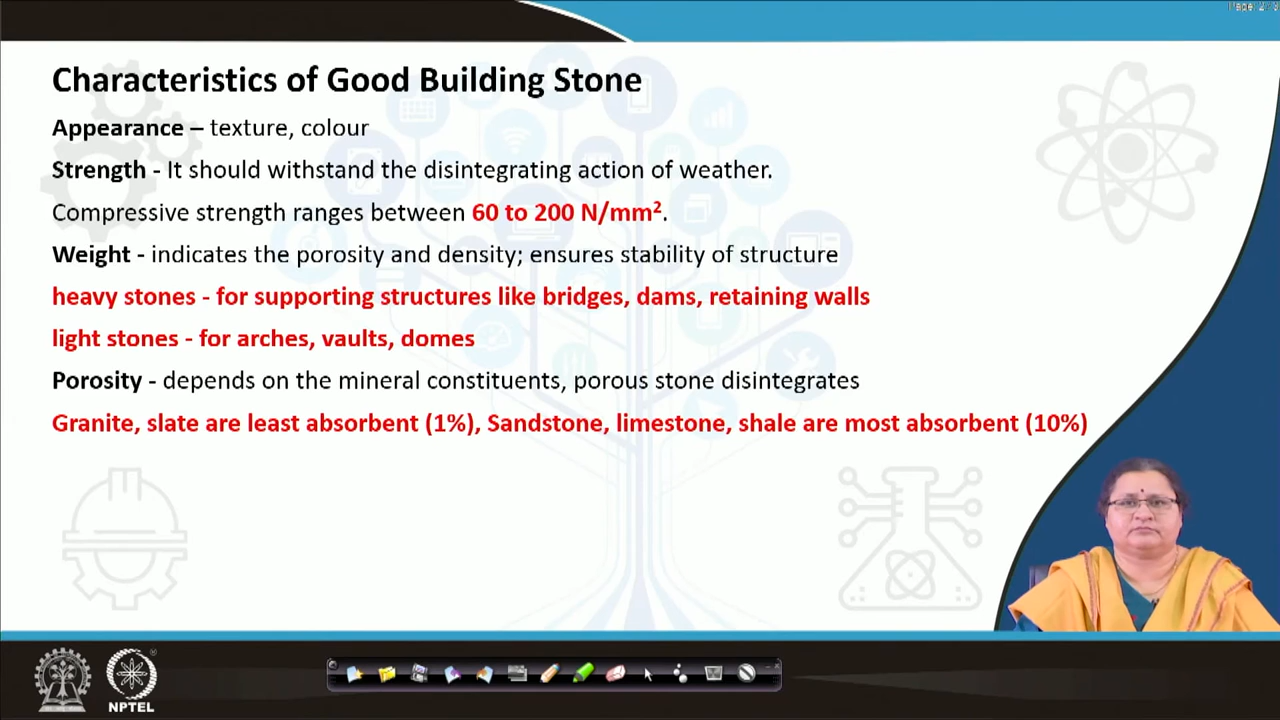 Characteristics of Good Building Stone
Appearance – texture, colour
Strength - It should withstand the disintegrating action of weather.
Compressive strength ranges between 60 to 200 N/mm².
Weight - indicates the porosity and density; ensures stability of structure
heavy stones - for supporting structures like bridges, dams, retaining walls
light stones - for arches, vaults, domes
Porosity - depends on the mineral constituents, porous stone disintegrates
Granite, slate are least absorbent (1%), Sandstone, limestone, shale are most absorbent (10%)
NPTEL